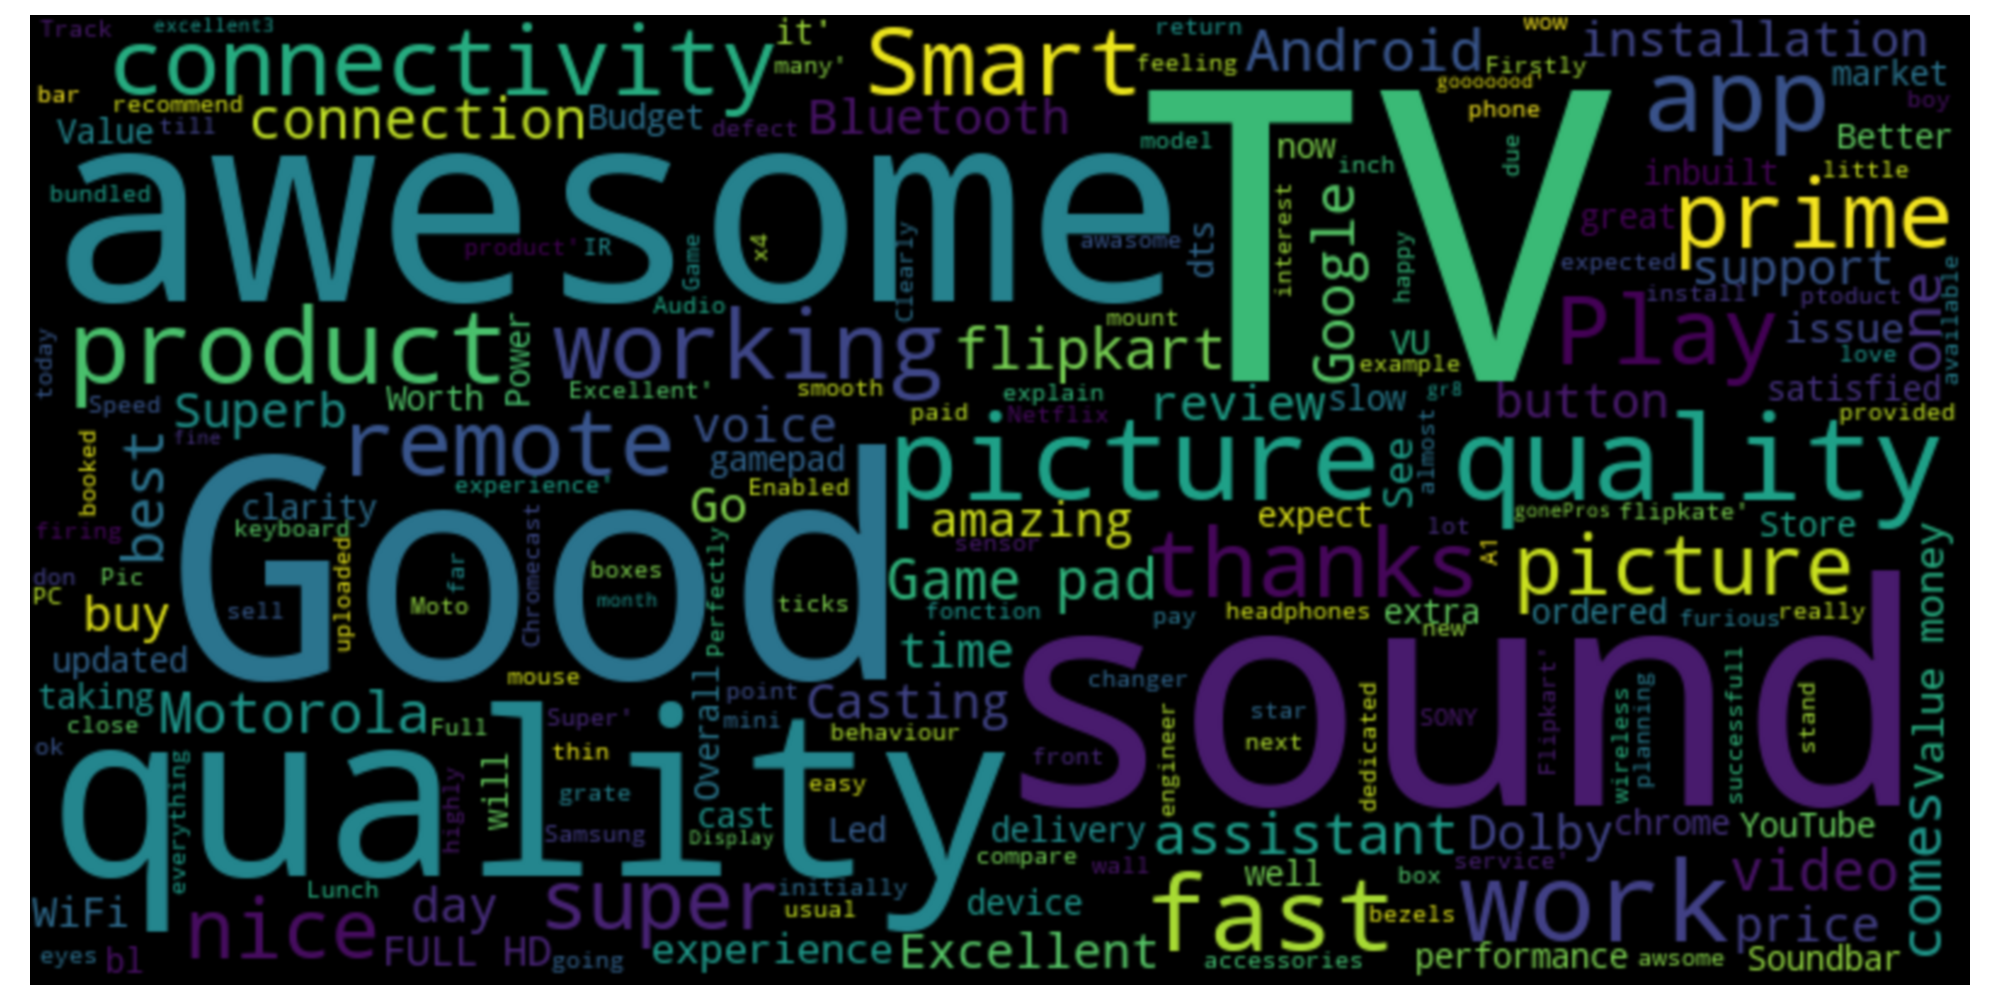 Track excellent3 it' return wow
connectivity Smart Android installation
many' feeling Firstly market
bar recommend connection Budget defect Bluetooth gooooood' phone app boy
Value till model now inch due Better
awesome TV
bundled interest Google inbuilt little
product' IR Game x4 Clearly awasome dts happy great prime
expected support
Audio install ptoduct available
today product Power working mount flipkart VU Play issue one
example love
Speed Superb Worth Excellent' smooth explain review slow gr8 button satisfied
paid Netflix provided
booked best fine remote voice picture quality
gamepad See almost
Good
clarity experience' Go Enabled
keyboard Chromecast amazing expect gonePros flipkate' Store
firing sensor lot
don Pic uploaded far boxes Perfectly Game pad thanks A1 picture
PC buy sell Moto month ticks fonction pay headphones extra ordered furious really
new
updated time sound
mouse changer
taking Motorola Super' point Casting star SONY
close Full mini behaviour stand
ok thin Overall front next
quality
everything highly will grate easy engineer dedicated Flipkart' wireless planning successfull Value money
Samsung cast Display Led delivery assistant Dolby chrome YouTube
compare wall service' comes
Lunch initially well box video
WiFi nice day super usual device fast bezels work price
eyes bl FULL HD going experience Excellent accessories performance awsome Soundbar